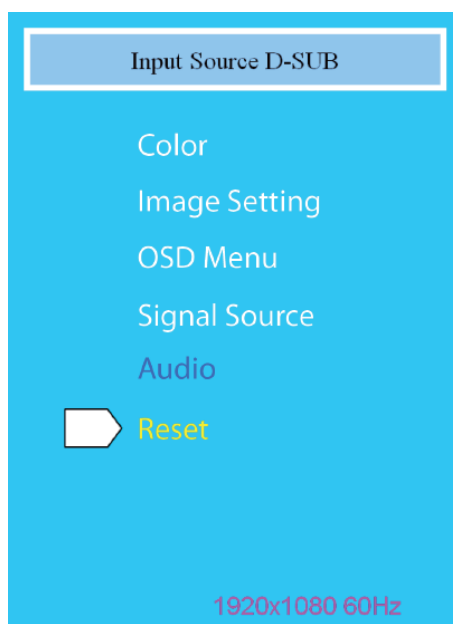 Input Source D-SUB
Color
Image Setting
OSD Menu
Signal Source
Audio
Reset
1920x1080 60Hz